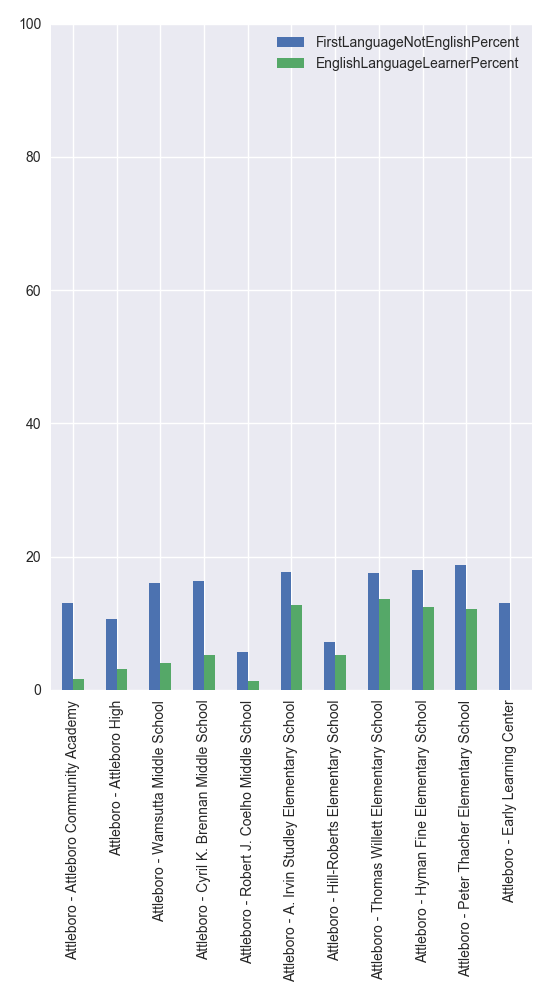 100
FirstLanguageNotEnglishPercent
EnglishLanguageLearnerPercent
80
60
40
20
0
Attleboro - Attleboro Community Academy
Attleboro - Attleboro High
Attleboro - Wamsutta Middle School
Attleboro - Cyril K. Brennan Middle School
Attleboro - Robert J. Coelho Middle School
Attleboro - A. Irvin Studley Elementary School
Attleboro - Hill-Roberts Elementary School
Attleboro - Thomas Willett Elementary School
Attleboro - Hyman Fine Elementary School
Attleboro - Peter Thacher Elementary School
Attleboro - Early Learning Center